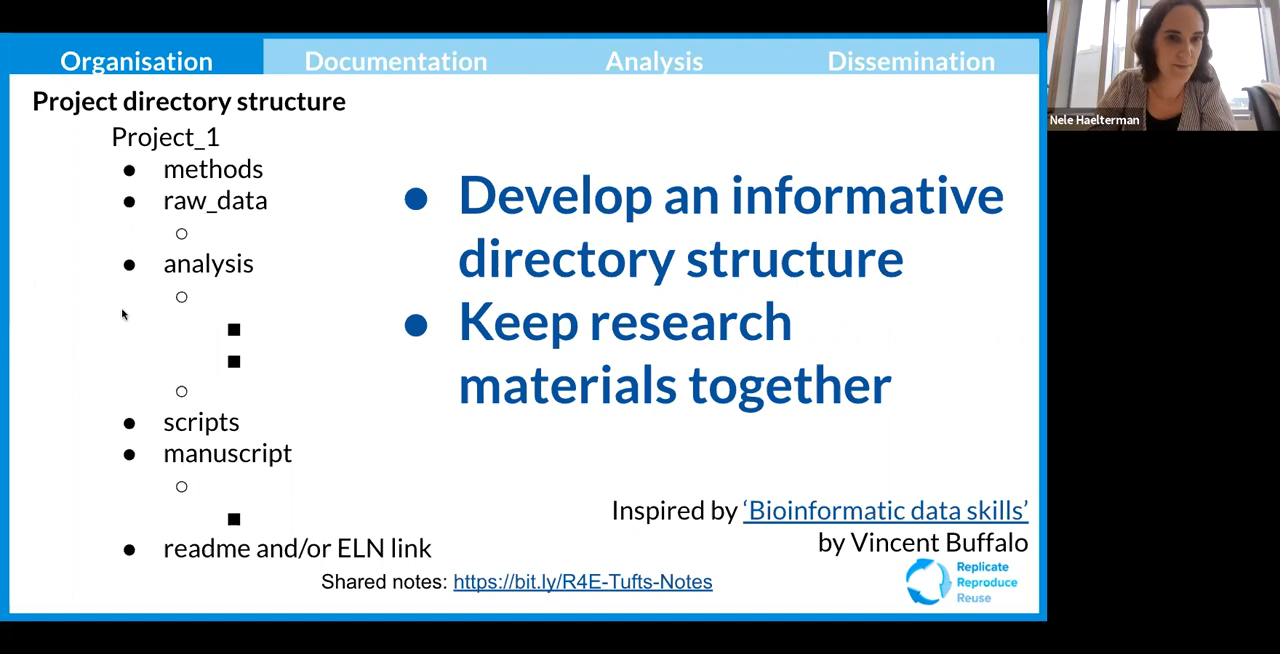 Organisation
Documentation
Analysis
Dissemination
Project directory structure
Project_1
● methods
● raw_data
○
● analysis
○
■
■
○
● scripts
● manuscript
○
■
● readme and/or ELN link
● Develop an informative
directory structure
● Keep research
materials together
Inspired by ‘Bioinformatic data skills’
by Vincent Buffalo
Shared notes: https://bit.ly/R4E-Tufts-Notes
Replicate
Reproduce
Reuse
Nele Haelterman